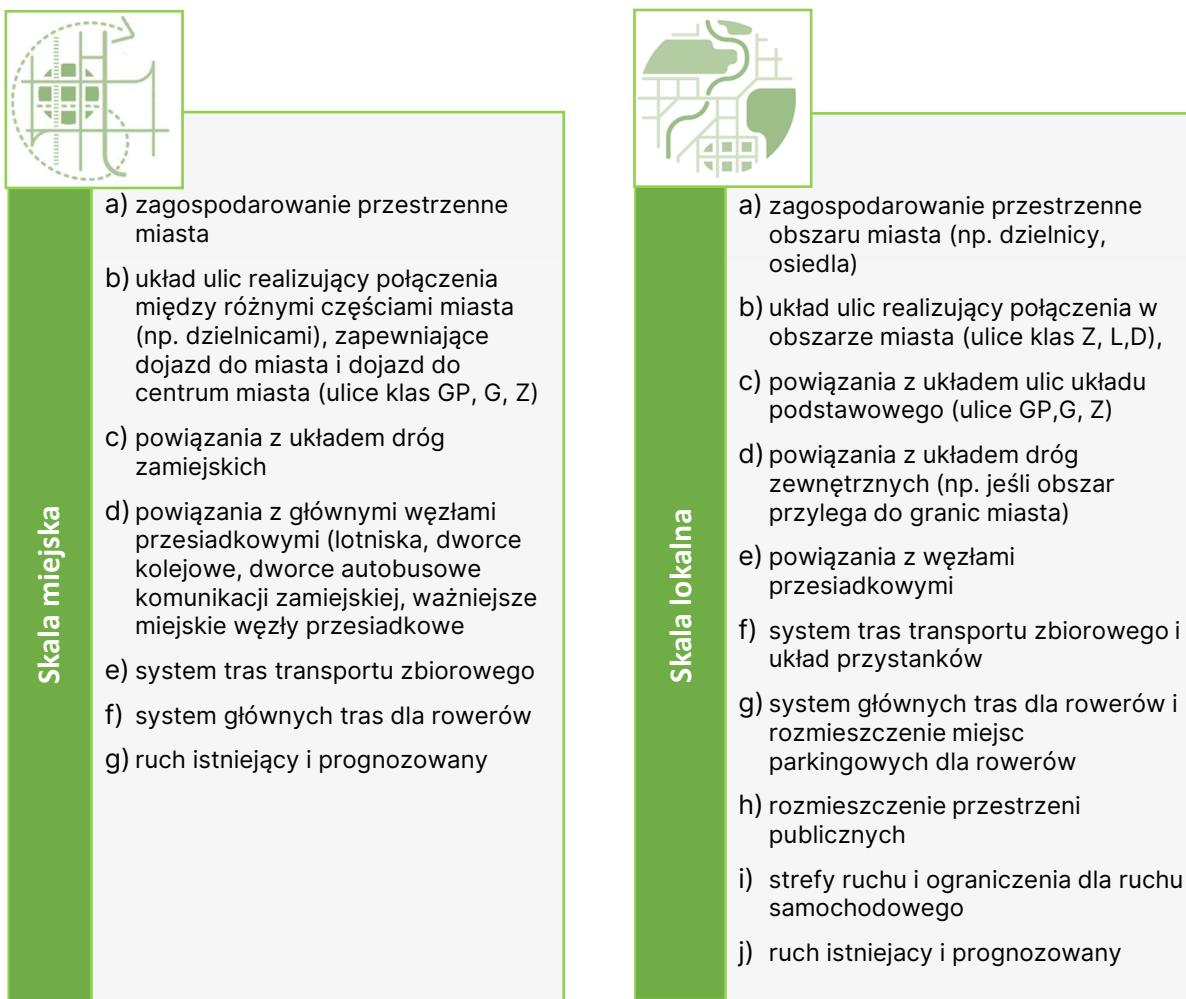 Skala miejska
a) zagospodarowanie przestrzenne
miasta
b) układ ulic realizujący połączenia
między różnymi częściami miasta
(np. dzielnicami), zapewniające
dojazd do miasta i dojazd do
centrum miasta (ulice klas GP, G, Z)
c) powiązania z układem dróg
zamiejskich
d) powiązania z głównymi węzłami
przesiadkowymi (lotniska, dworce
kolejowe, dworce autobusowe
komunikacji zamiejskiej, ważniejsze
miejskie węzły przesiadkowe
e) system tras transportu zbiorowego
f) system głównych tras dla rowerów
g) ruch istniejący i prognozowany
Skala lokalna
a) zagospodarowanie przestrzenne
obszaru miasta (np. dzielnicy,
osiedla)
b) układ ulic realizujący połączenia w
obszarze miasta (ulice klas Z, L,D),
c) powiązania z układem ulic układu
podstawowego (ulice GP,G, Z)
d) powiązania z układem dróg
zewnętrznych (np. jeśli obszar
przylega do granic miasta)
e) powiązania z węzłami
przesiadkowymi
f) system tras transportu zbiorowego i
układ przystanków
g) system głównych tras dla rowerów i
rozmieszczenie miejsc
parkingowych dla rowerów
h) rozmieszczenie przestrzeni
publicznych
i) strefy ruchu i ograniczenia dla ruchu
samochodowego
j) ruch istniejacy i prognozowany